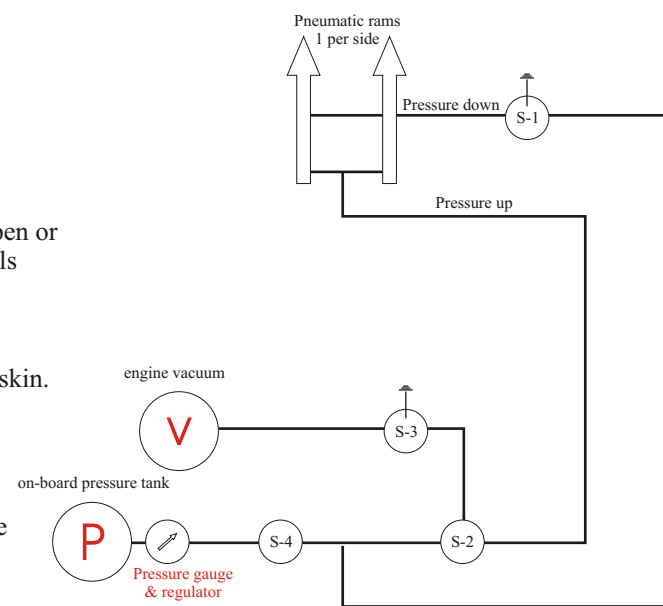 Pneumatic rams
1 per side
Pressure down
S-1
Pressure up
pen or
ls
skin.
engine vacuum
V
S-3
on-board pressure tank
e
P
S-4
S-2
Pressure gauge
& regulator